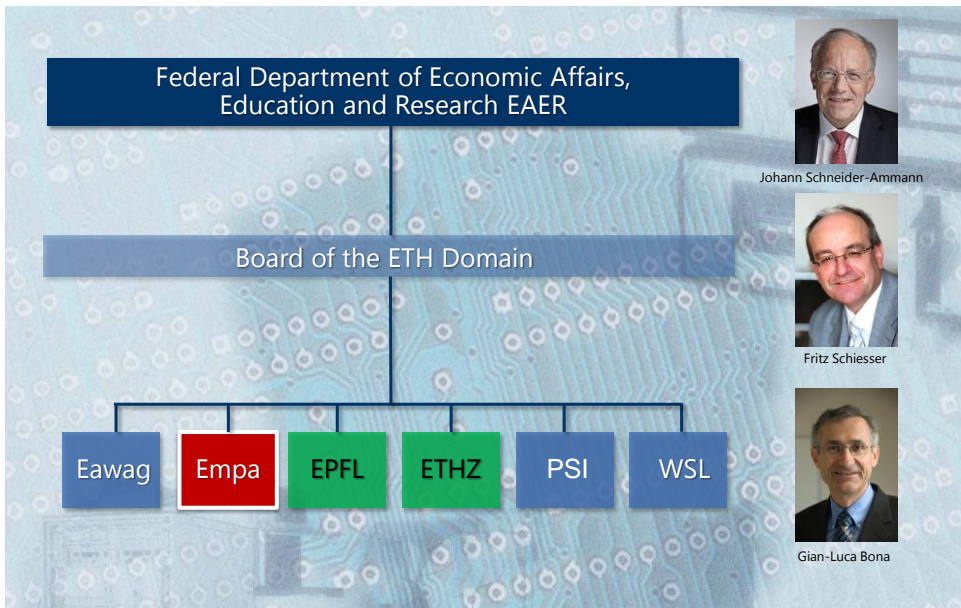 Federal Department of Economic Affairs,
Education and Research EAER
Johann Schneider-Ammann
Board of the ETH Domain
Fritz Schiesser
Eawag
Empa
EPFL
ETHZ
PSI
WSL
Gian-Luca Bona